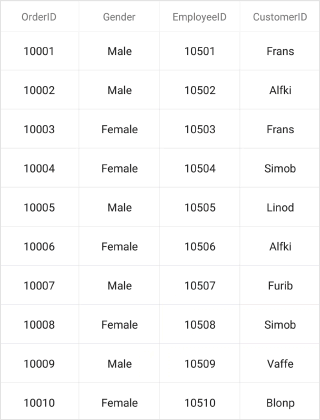 OrderID Gender EmployeeID CustomerID
10001 Male 10501 Frans
10002 Male 10502 Alfki
10003 Female 10503 Frans
10004 Female 10504 Simob
10005 Male 10505 Linod
10006 Female 10506 Alfki
10007 Male 10507 Furib
10008 Female 10508 Simob
10009 Male 10509 Vaffe
10010 Female 10510 Blonp